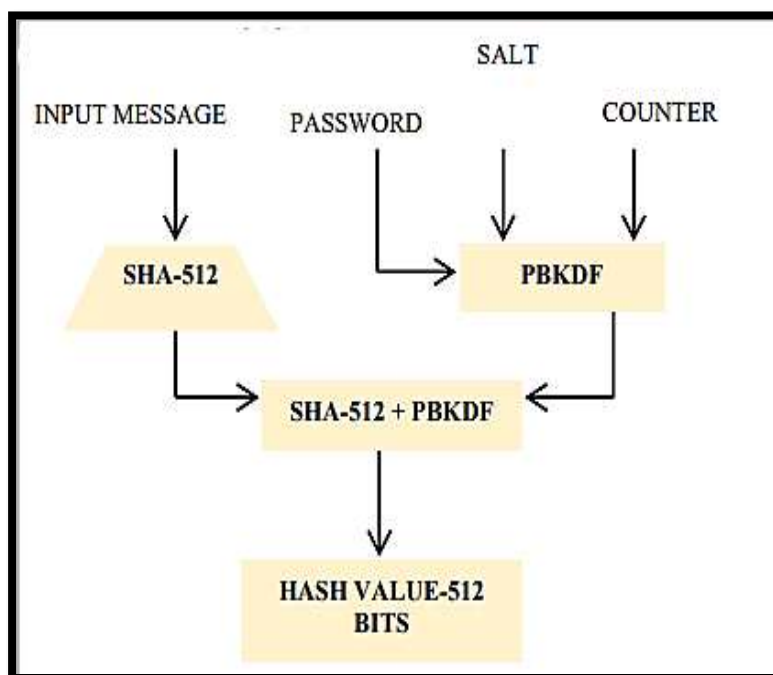 SALT
INPUT MESSAGE
PASSWORD
COUNTER
SHA-512
PBKDF
SHA-512 + PBKDF
HASH VALUE-512
BITS